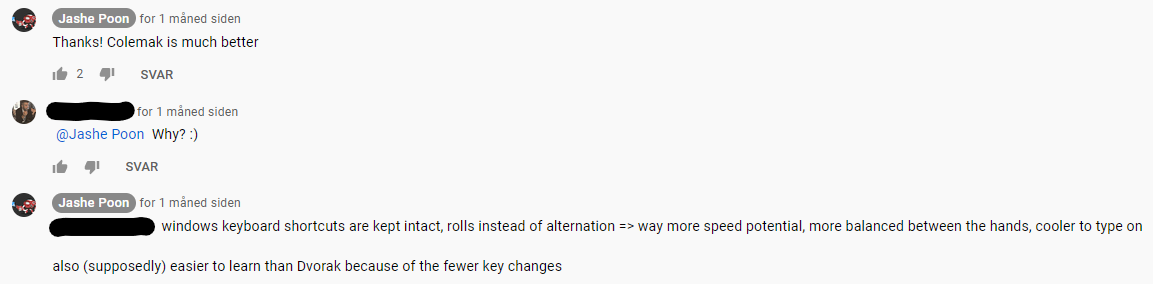 Jashe Poon for 1 måned siden
Thanks! Colemak is much better
2 SVAR
for 1 måned siden
@Jashe Poon Why? :)
SVAR
Jashe Poon for 1 måned siden
windows keyboard shortcuts are kept intact, rolls instead of alternation => way more speed potential, more balanced between the hands, cooler to type on
also (supposedly) easier to learn than Dvorak because of the fewer key changes